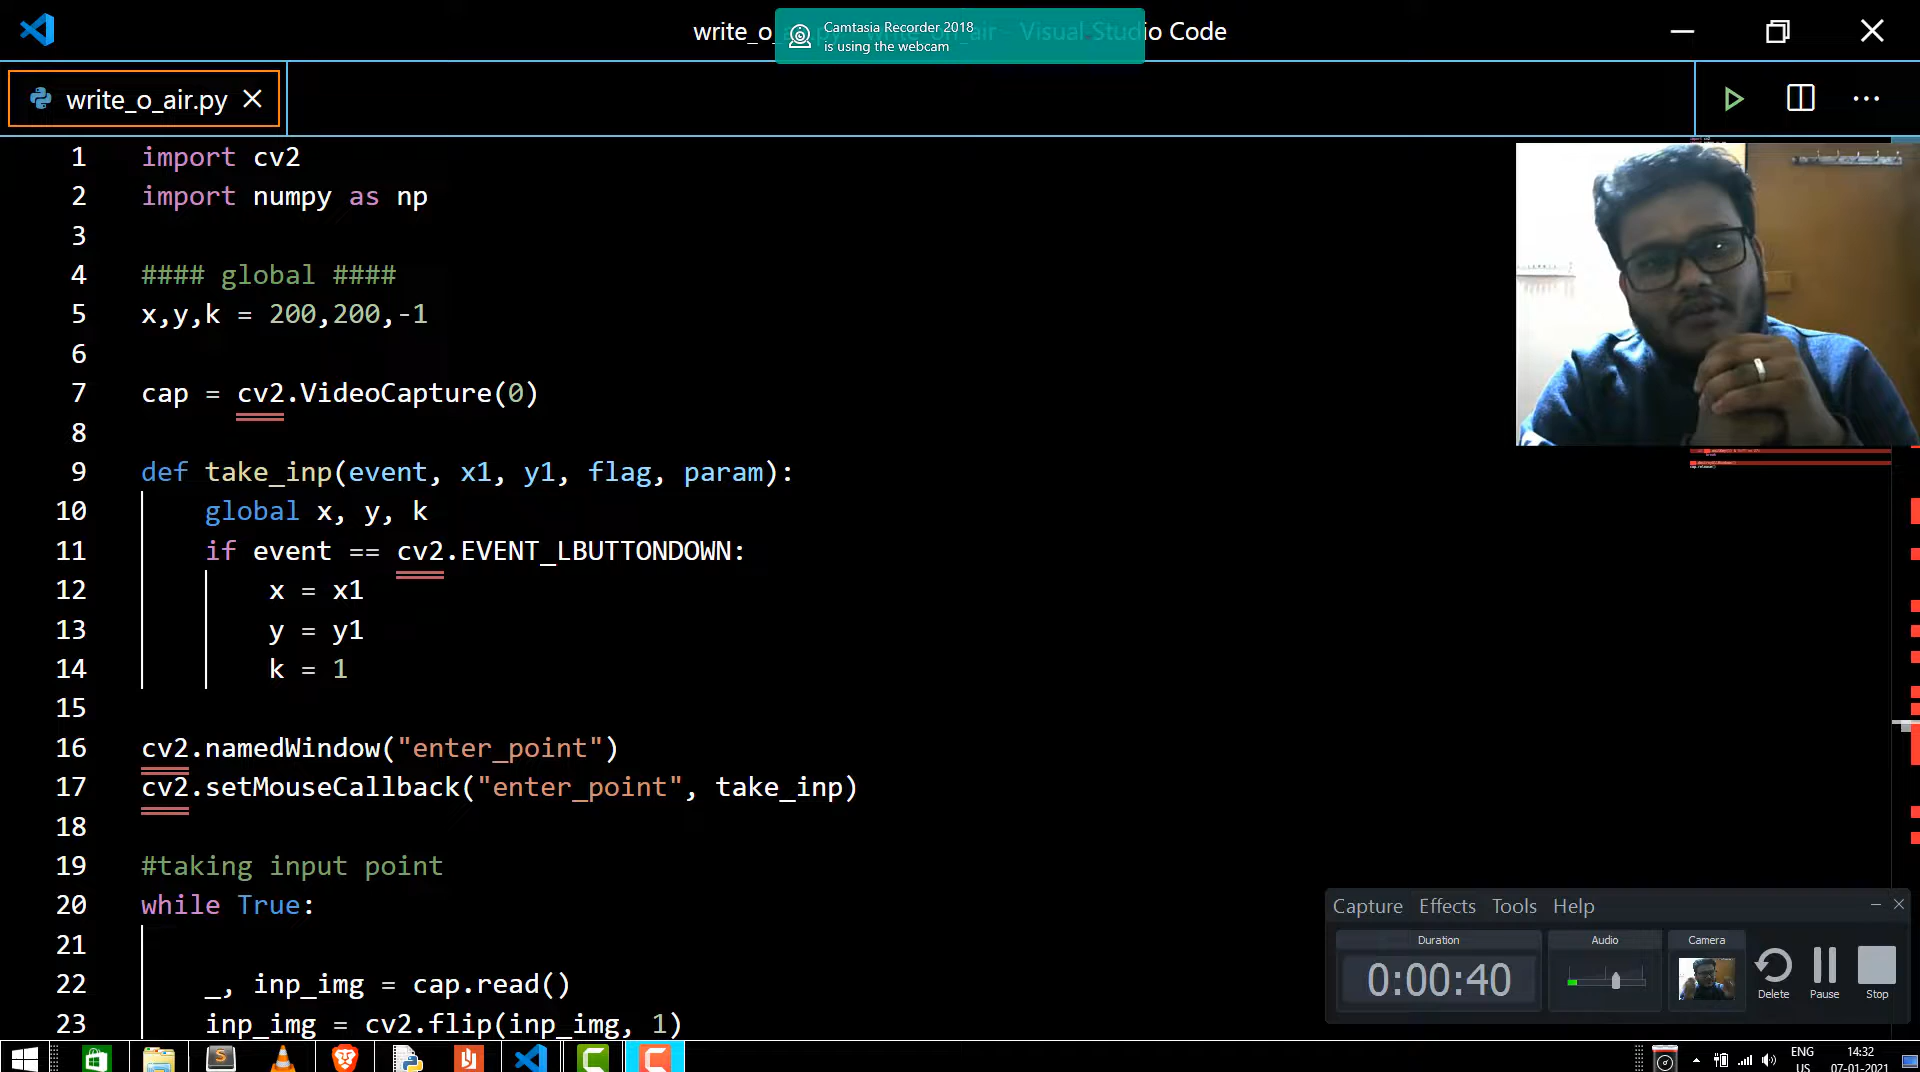 write_o_
air - Visual Studio Code
Camtasia Recorder 2018
is using the webcam
write_o_air.py
1 import cv2
2 import numpy as np
3
4 #### global ####
5 x,y,k = 200,200,-1
6
7 cap = cv2.VideoCapture(0)
8
9 def take_inp(event, x1, y1, flag, param):
10 global x, y, k
11 if event == cv2.EVENT_LBUTTONDOWN:
12 x = x1
13 y = y1
14 k = 1
15
16 cv2.namedWindow("enter_point")
17 cv2.setMouseCallback("enter_point", take_inp)
18
19 #taking input point
20 while True:
21
22 _, inp_img = cap.read()
23 inp_img = cv2.flip(inp_img, 1)
Capture Effects Tools Help
Duration Audio Camera
0:00:40
Delete Pause Stop
ENG
US
14:32
07-01-2021